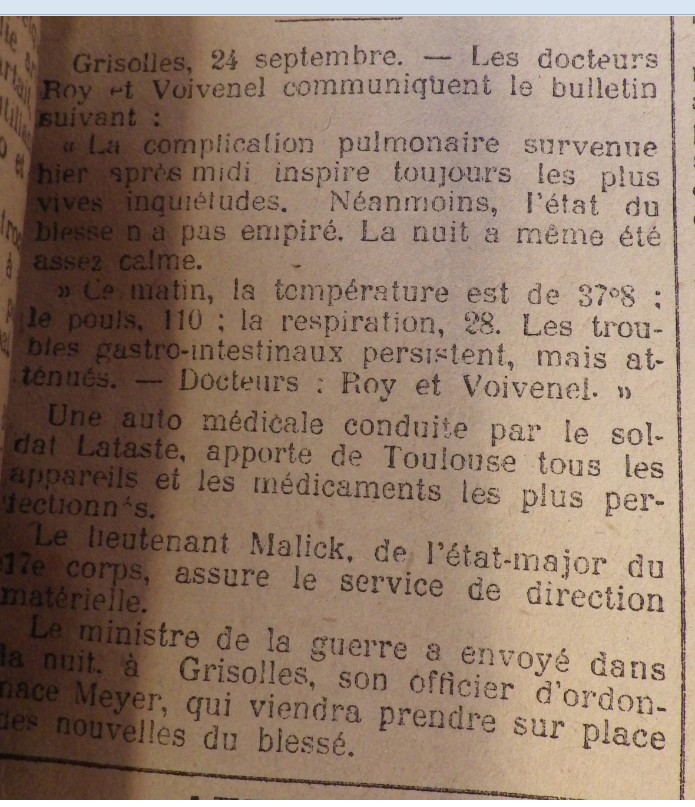 Grisolles, 24 septembre. — Les docteurs
Roy et Voivenel communiquent le bulletin
suivant :
« La complication pulmonaire survenue
hier après midi inspire toujours les plus
vives inquiétudes. Néanmoins, l'état du
blesse n a pas empiré. La nuit a même été
assez calme.
» Ce matin, la température est de 37°8 ;
le pouls, 110 ; la respiration, 28. Les trou-
bles gastro-intestinaux persistent, mais at-
ténués. — Docteurs : Roy et Voivenel. »
Une auto médicale conduite par le sol-
dat Lataste, apporte de Toulouse tous les
appareils et les médicaments les plus per-
fectionnés.
Le lieutenant Malick, de l'état-major du
17e corps, assure le service de direction
matérielle.
Le ministre de la guerre a envoyé dans
la nuit, à Grisolles, son officier d'ordon-
nace Meyer, qui viendra prendre sur place
des nouvelles du blessé.